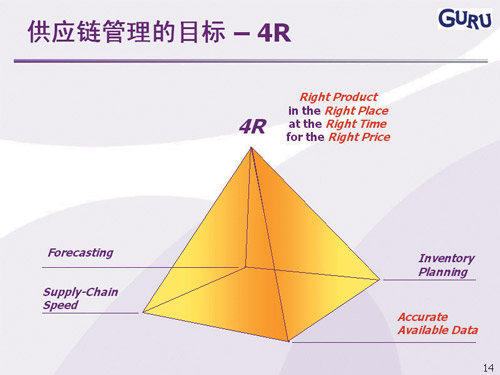 供应链管理的目标 – 4R
GURU
Right Product
in the Right Place
at the Right Time
for the Right Price
4R
Forecasting
Inventory
Planning
Supply-Chain
Speed
Accurate
Available Data
14